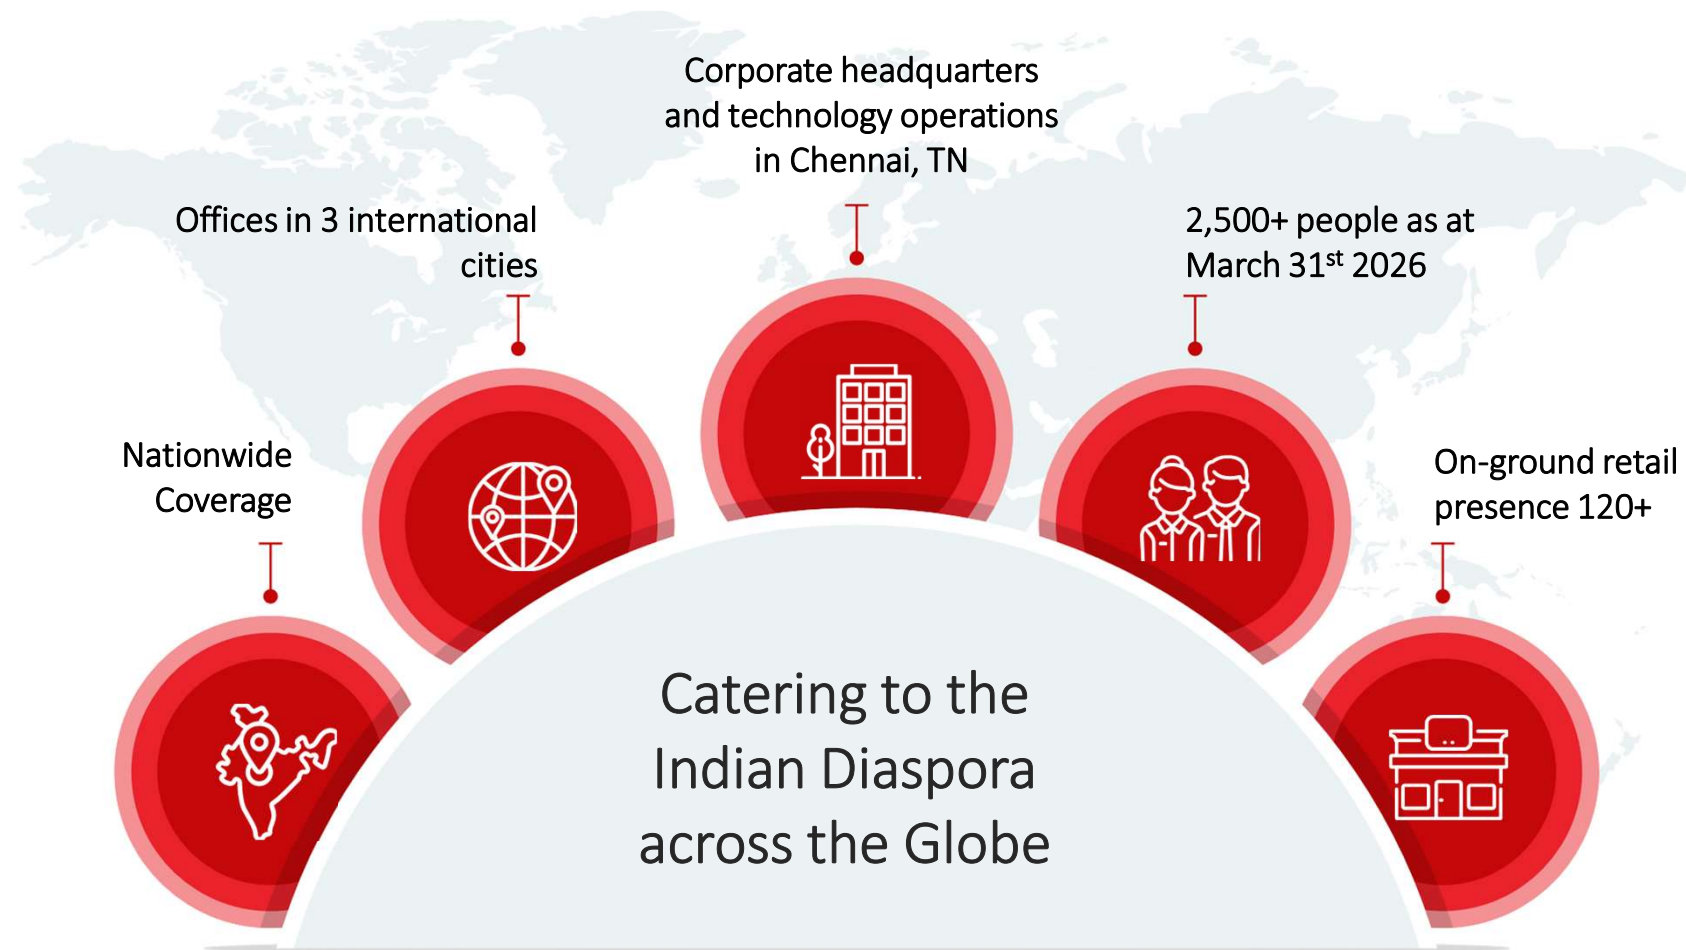 Corporate headquarters
and technology operations
in Chennai, TN
Offices in 3 international
cities
2,500+ people as at
March 31st 2026
Nationwide
Coverage
On-ground retail
presence 120+
Catering to the
Indian Diaspora
across the Globe